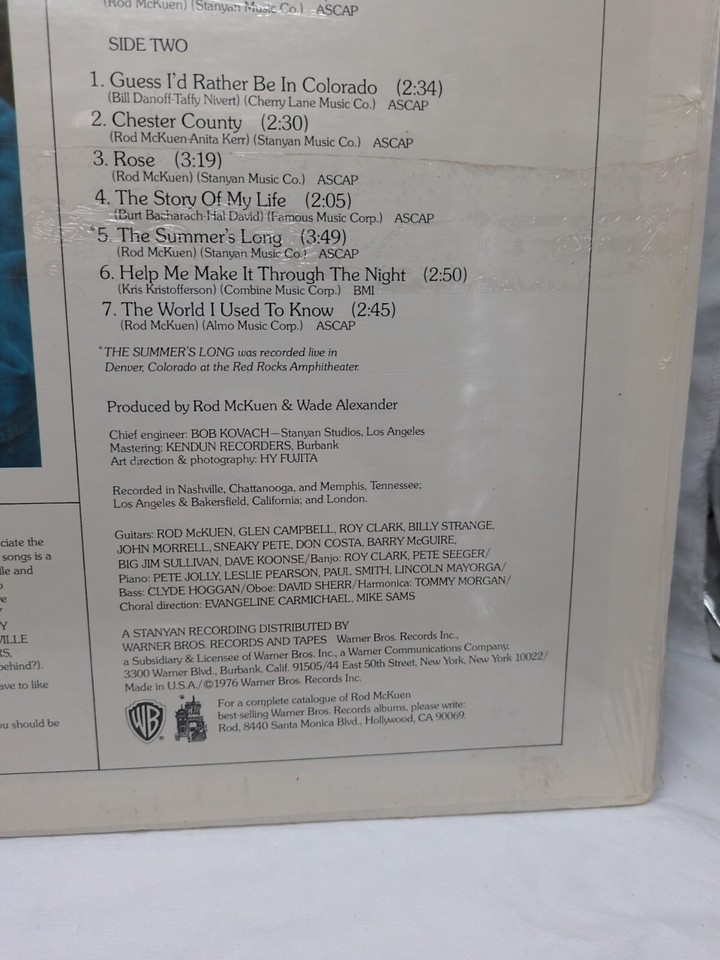 (Rod McKuen) (Stanyan Music Co.) ASCAP
SIDE TWO
1. Guess I'd Rather Be In Colorado (2:34)
(Bill Danoff-Taffy Nivert) (Cherry Lane Music Co.) ASCAP
2. Chester County (2:30)
(Rod McKuen-Anita Kerr) (Stanyan Music Co.) ASCAP
3. Rose (3:19)
(Rod McKuen) (Stanyan Music Co.) ASCAP
4. The Story Of My Life (2:05)
(Burt Bacharach-Hal David) (Famous Music Corp.) ASCAP
*5. The Summer's Long (3:49)
(Rod McKuen) (Stanyan Music Co.) ASCAP
6. Help Me Make It Through The Night (2:50)
(Kris Kristofferson) (Combine Music Corp.) BMI
7. The World I Used To Know (2:45)
(Rod McKuen) (Almo Music Corp.) ASCAP
*THE SUMMER'S LONG was recorded live in
Denver, Colorado at the Red Rocks Amphitheater.
Produced by Rod McKuen & Wade Alexander
Chief engineer: BOB KOVACH—Stanyan Studios, Los Angeles
Mastering: KENDUN RECORDERS, Burbank
Art direction & photography: HY FUJITA
Recorded in Nashville, Chattanooga, and Memphis, Tennessee;
Los Angeles & Bakersfield, California; and London.
Guitars: ROD McKUEN, GLEN CAMPBELL, ROY CLARK, BILLY STRANGE,
JOHN MORRELL, SNEAKY PETE, DON COSTA, BARRY McGUIRE,
BIG JIM SULLIVAN, DAVE KOONSE/Banjo: ROY CLARK, PETE SEEGER/
Piano: PETE JOLLY, LESLIE PEARSON, PAUL SMITH, LINCOLN MAYORGA/
Bass: CLYDE HOGGAN/Oboe: DAVID SHERR/Harmonica: TOMMY MORGAN/
Choral direction: EVANGELINE CARMICHAEL, MIKE SAMS
A STANYAN RECORDING DISTRIBUTED BY
WARNER BROS. RECORDS AND TAPES Warner Bros. Records Inc.,
a Subsidiary & Licensee of Warner Bros. Inc., a Warner Communications Company,
3300 Warner Blvd., Burbank, Calif. 91505/44 East 50th Street, New York, New York 10022/
Made in U.S.A./©1976 Warner Bros. Records Inc.
WB
For a complete catalogue of Rod McKuen
best-selling Warner Bros. Records albums, please write:
Rod, 8440 Santa Monica Blvd., Hollywood, CA 90069.
ciate the
songs is a
le and
Y
VILLE
RS,
behind?).
ave to like
ou should be